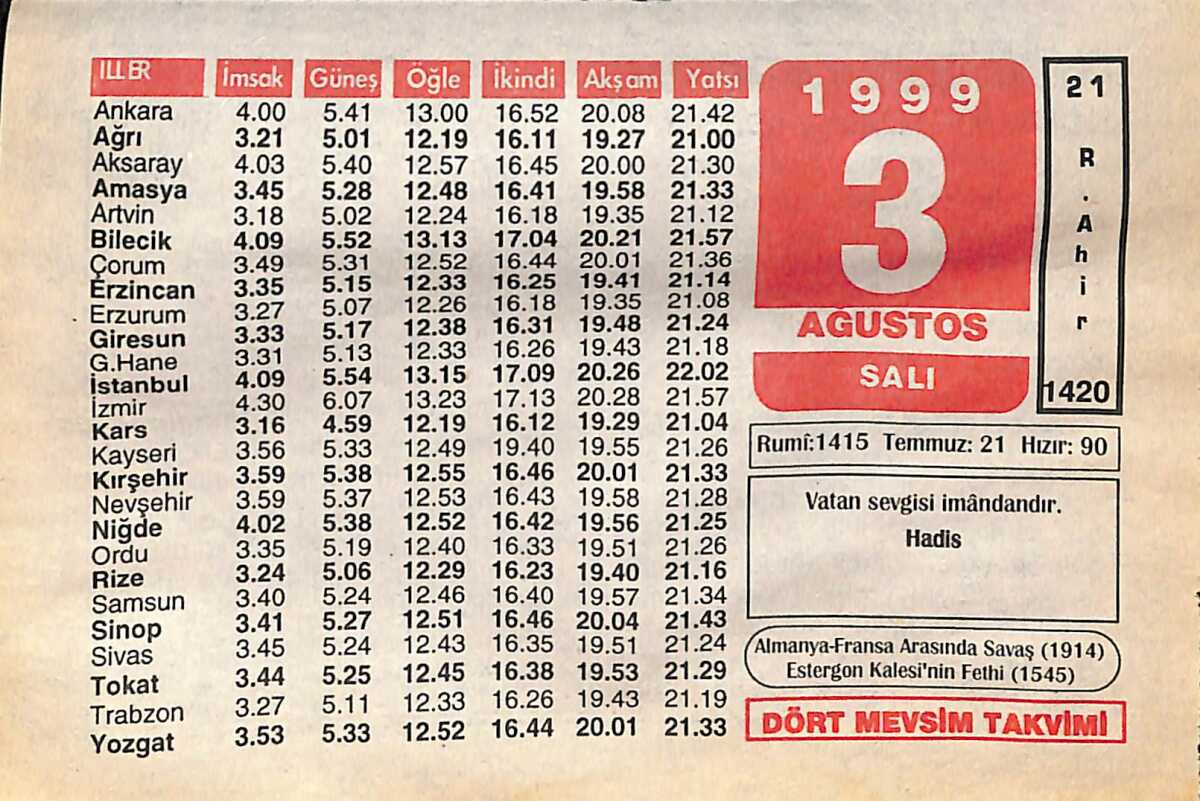 İLLER İmsak Güneş Öğle İkindi Akşam Yatsı
Ankara 4.00 5.41 13.00 16.52 20.08 21.42
Ağrı 3.21 5.01 12.19 16.11 19.27 21.00
Aksaray 4.03 5.40 12.57 16.45 20.00 21.30
Amasya 3.45 5.28 12.48 16.41 19.58 21.33
Artvin 3.18 5.02 12.24 16.18 19.35 21.12
Bilecik 4.09 5.52 13.13 17.04 20.21 21.57
Çorum 3.49 5.31 12.52 16.44 20.01 21.36
Erzincan 3.35 5.15 12.33 16.25 19.41 21.14
Erzurum 3.27 5.07 12.26 16.18 19.35 21.08
Giresun 3.33 5.17 12.38 16.31 19.48 21.24
G.Hane 3.31 5.13 12.33 16.26 19.43 21.18
İstanbul 4.09 5.54 13.15 17.09 20.26 22.02
İzmir 4.30 6.07 13.23 17.13 20.28 21.57
Kars 3.16 4.59 12.19 16.12 19.29 21.04
Kayseri 3.56 5.33 12.49 19.40 19.55 21.26
Kırşehir 3.59 5.38 12.55 16.46 20.01 21.33
Nevşehir 3.59 5.37 12.53 16.43 19.58 21.28
Niğde 4.02 5.38 12.52 16.42 19.56 21.25
Ordu 3.35 5.19 12.40 16.33 19.51 21.26
Rize 3.24 5.06 12.29 16.23 19.40 21.16
Samsun 3.40 5.24 12.46 16.40 19.57 21.34
Sinop 3.41 5.27 12.51 16.46 20.04 21.43
Sivas 3.45 5.24 12.43 16.35 19.51 21.24
Tokat 3.44 5.25 12.45 16.38 19.53 21.29
Trabzon 3.27 5.11 12.33 16.26 19.43 21.19
Yozgat 3.53 5.33 12.52 16.44 20.01 21.33
1999
3
AĞUSTOS
SALI
21 R.Ahir 1420
Rumî:1415 Temmuz: 21 Hızır: 90
Vatan sevgisi imândandır.
Hadis
Almanya-Fransa Arasında Savaş (1914)
Estergon Kalesi'nin Fethi (1545)
DÖRT MEVSİM TAKVİMİ